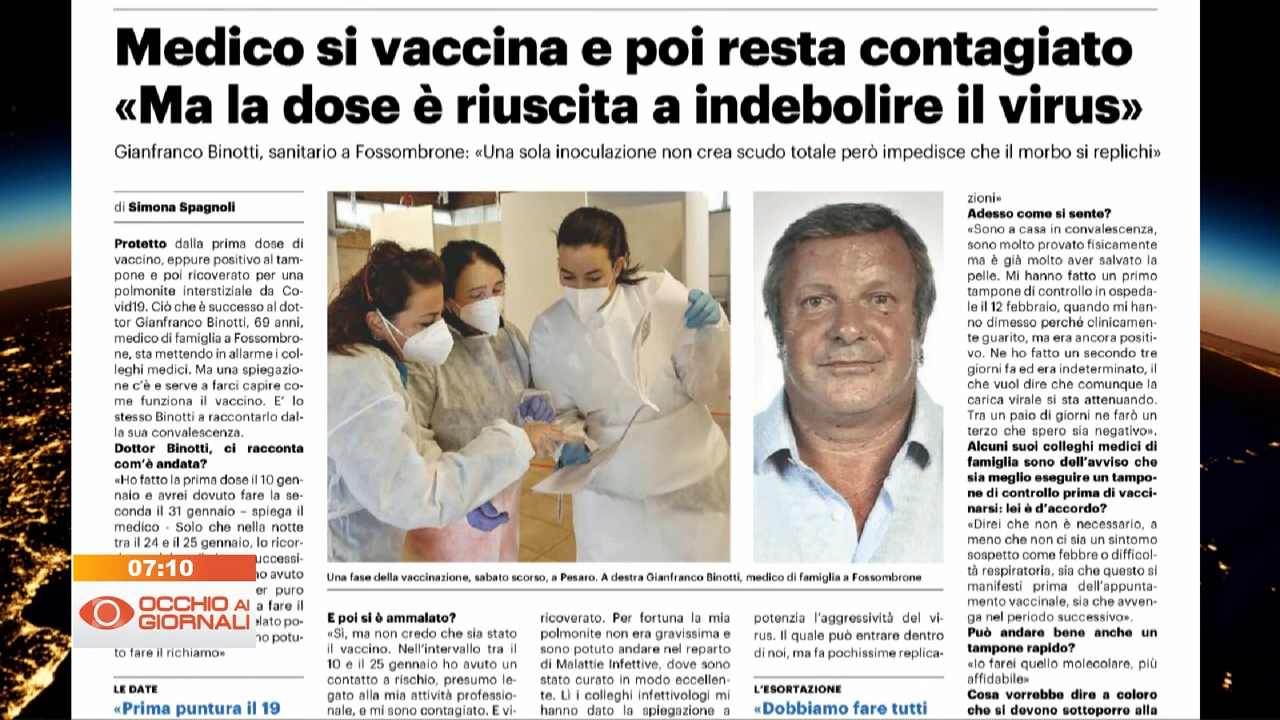 Medico si vaccina e poi resta contagiato
«Ma la dose è riuscita a indebolire il virus»
Gianfranco Binotti, sanitario a Fossombrone: «Una sola inoculazione non crea scudo totale però impedisce che il morbo si replichi»
di Simona Spagnoli
Protetto dalla prima dose di
vaccino, eppure positivo al tam-
pone e poi ricoverato per una
polmonite interstiziale da Co-
vid19. Ciò che è successo al dot-
tor Gianfranco Binotti, 69 anni,
medico di famiglia a Fossombro-
ne, sta mettendo in allarme i col-
leghi medici. Ma una spiegazio-
ne c'è e serve a farci capire co-
me funziona il vaccino. E' lo
stesso Binotti a raccontarlo dal-
la sua convalescenza.
Dottor Binotti, ci racconta
com'è andata?
«Ho fatto la prima dose il 10 gen-
naio e avrei dovuto fare la se-
conda il 31 gennaio – spiega il
medico - Solo che nella notte
tra il 24 e il 25 gennaio, lo ricor-
uccessi-
o avuto
er puro
a fare il
elato po-
no potu-
to fare il richiamo»
07:10
OCCHIO AI
GIORNALI
LE DATE
«Prima puntura il 19
Una fase della vaccinazione, sabato scorso, a Pesaro. A destra Gianfranco Binotti, medico di famiglia a Fossombrone
E poi si è ammalato?
«Sì, ma non credo che sia stato
il vaccino. Nell'intervallo tra il
10 e il 25 gennaio ho avuto un
contatto a rischio, presumo le-
gato alla mia attività professio-
nale, e mi sono contagiato. E vi-
ricoverato. Per fortuna la mia
polmonite non era gravissima e
sono potuto andare nel reparto
di Malattie Infettive, dove sono
stato curato in modo eccellen-
te. Lì i colleghi infettivologi mi
hanno dato la spiegazione a
potenzia l'aggressività del vi-
rus. Il quale può entrare dentro
di noi, ma fa pochissime replica-
L'ESORTAZIONE
«Dobbiamo fare tutti
zioni»
Adesso come si sente?
«Sono a casa in convalescenza,
sono molto provato fisicamente
ma è già molto aver salvato la
pelle. Mi hanno fatto un primo
tampone di controllo in ospeda-
le il 12 febbraio, quando mi han-
no dimesso perché clinicamen-
te guarito, ma era ancora positi-
vo. Ne ho fatto un secondo tre
giorni fa ed era indeterminato, il
che vuol dire che comunque la
carica virale si sta attenuando.
Tra un paio di giorni ne farò un
terzo che spero sia negativo».
Alcuni suoi colleghi medici di
famiglia sono dell'avviso che
sia meglio eseguire un tampo-
ne di controllo prima di vacci-
narsi: lei è d'accordo?
«Direi che non è necessario, a
meno che non ci sia un sintomo
sospetto come febbre o difficol-
tà respiratoria, sia che questo si
manifesti prima dell'appunta-
mento vaccinale, sia che avven-
ga nel periodo successivo».
Può andare bene anche un
tampone rapido?
«Io farei quello molecolare, più
affidabile»
Cosa vorrebbe dire a coloro
che si devono sottoporre alla